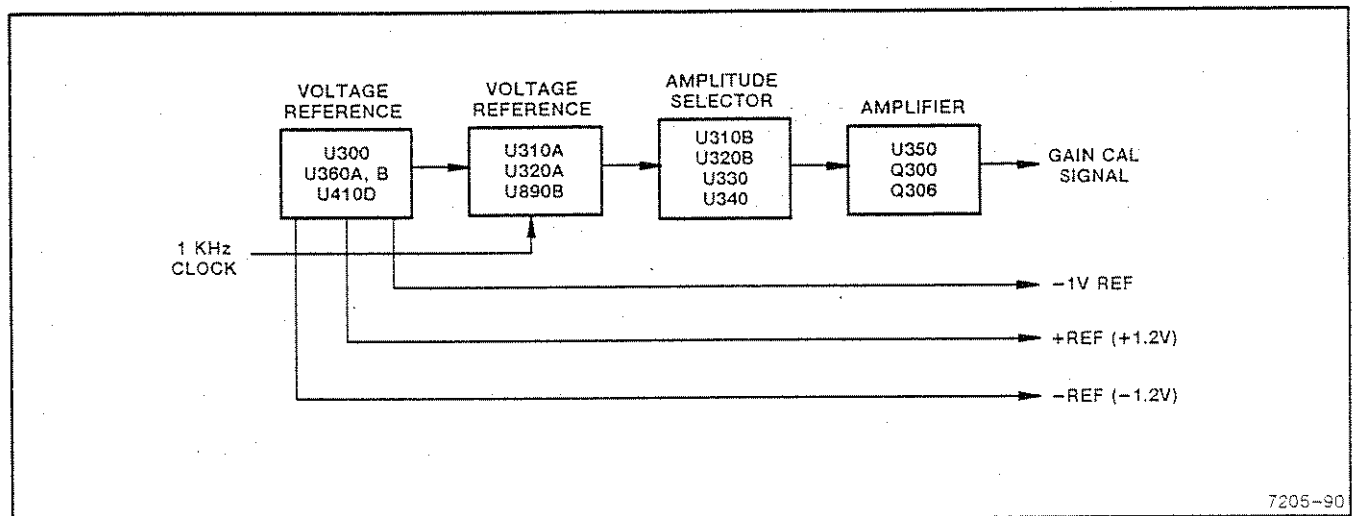 VOLTAGE
REFERENCE
U300
U360A, B
U410D
VOLTAGE
REFERENCE
U310A
U320A
U890B
AMPLITUDE
SELECTOR
U310B
U320B
U330
U340
AMPLIFIER
U350
Q300
Q306
GAIN CAL
SIGNAL
1 KHz
CLOCK
−1V REF
+REF (+1.2V)
−REF (−1.2V)
7205-90